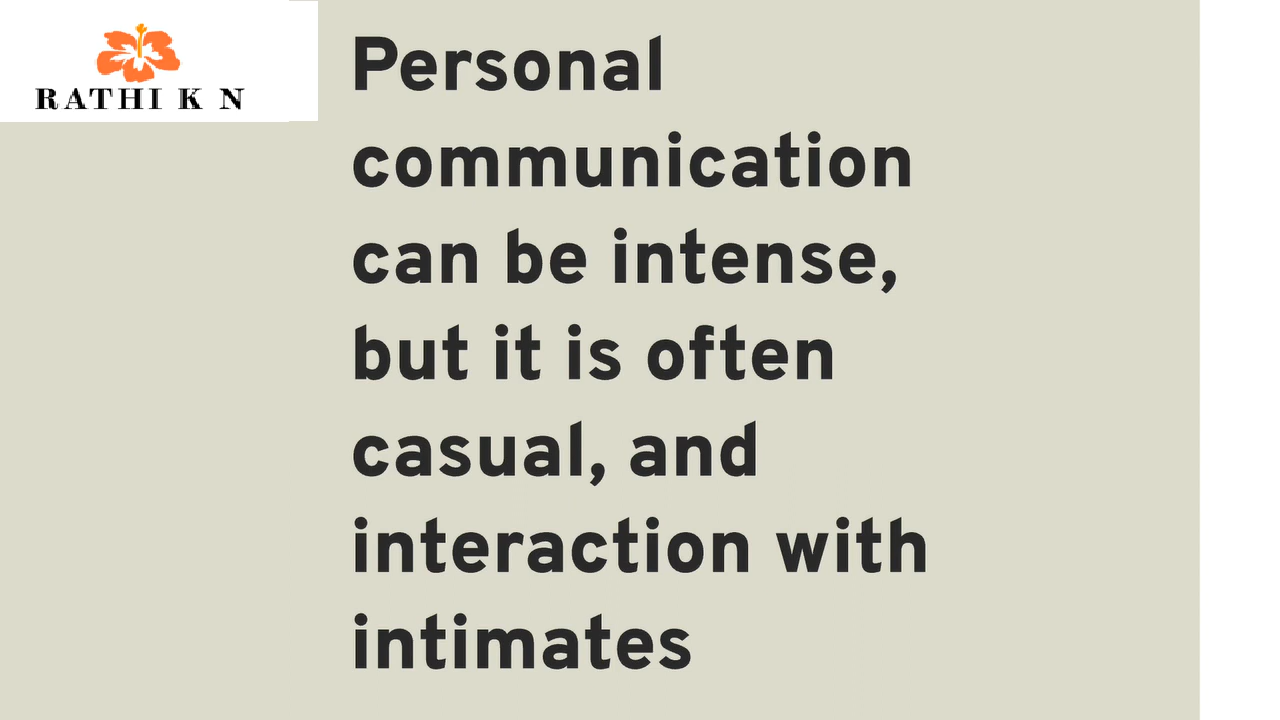 RATHI K N
Personal
communication
can be intense,
but it is often
casual, and
interaction with
intimates